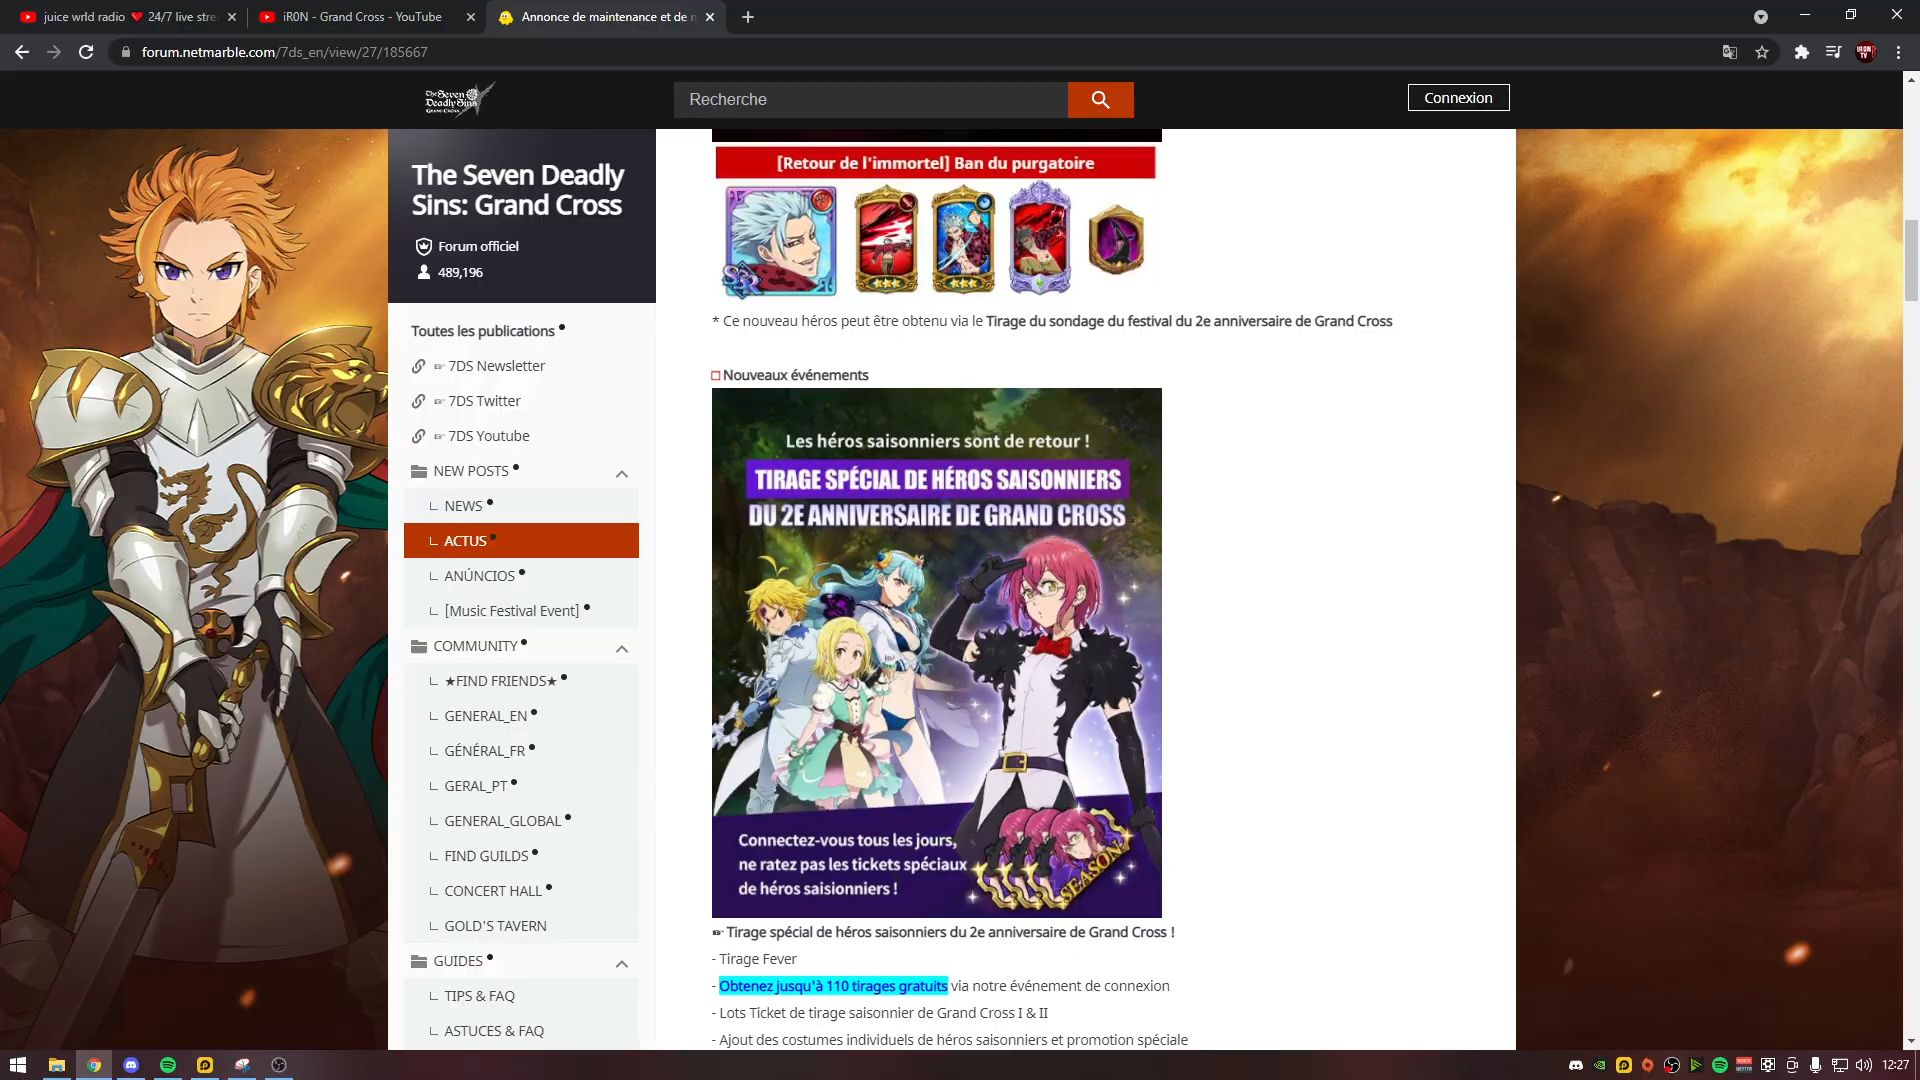 juice wrld radio ❤️ 24/7 live stre
iR0N - Grand Cross - YouTube
Annonce de maintenance et de m
forum.netmarble.com/7ds_en/view/27/185667
The Seven Deadly Sins
GRAND CROSS
Recherche
Connexion
The Seven Deadly
Sins: Grand Cross
Forum officiel
489,196
Toutes les publications
☞ 7DS Newsletter
☞ 7DS Twitter
☞ 7DS Youtube
NEW POSTS
∟ NEWS
∟ ACTUS
∟ ANÚNCIOS
∟ [Music Festival Event]
COMMUNITY
∟ ★FIND FRIENDS★
∟ GENERAL_EN
∟ GÉNÉRAL_FR
∟ GERAL_PT
∟ GENERAL_GLOBAL
∟ FIND GUILDS
∟ CONCERT HALL
∟ GOLD'S TAVERN
GUIDES
∟ TIPS & FAQ
∟ ASTUCES & FAQ
[Retour de l'immortel] Ban du purgatoire
* Ce nouveau héros peut être obtenu via le Tirage du sondage du festival du 2e anniversaire de Grand Cross
□ Nouveaux événements
Les héros saisonniers sont de retour !
TIRAGE SPÉCIAL DE HÉROS SAISONNIERS
DU 2E ANNIVERSAIRE DE GRAND CROSS
Connectez-vous tous les jours,
ne ratez pas les tickets spéciaux
de héros saisionniers !
SEASON
☞ Tirage spécial de héros saisonniers du 2e anniversaire de Grand Cross !
- Tirage Fever
- Obtenez jusqu'à 110 tirages gratuits via notre événement de connexion
- Lots Ticket de tirage saisonnier de Grand Cross I & II
- Ajout des costumes individuels de héros saisonniers et promotion spéciale
12:27